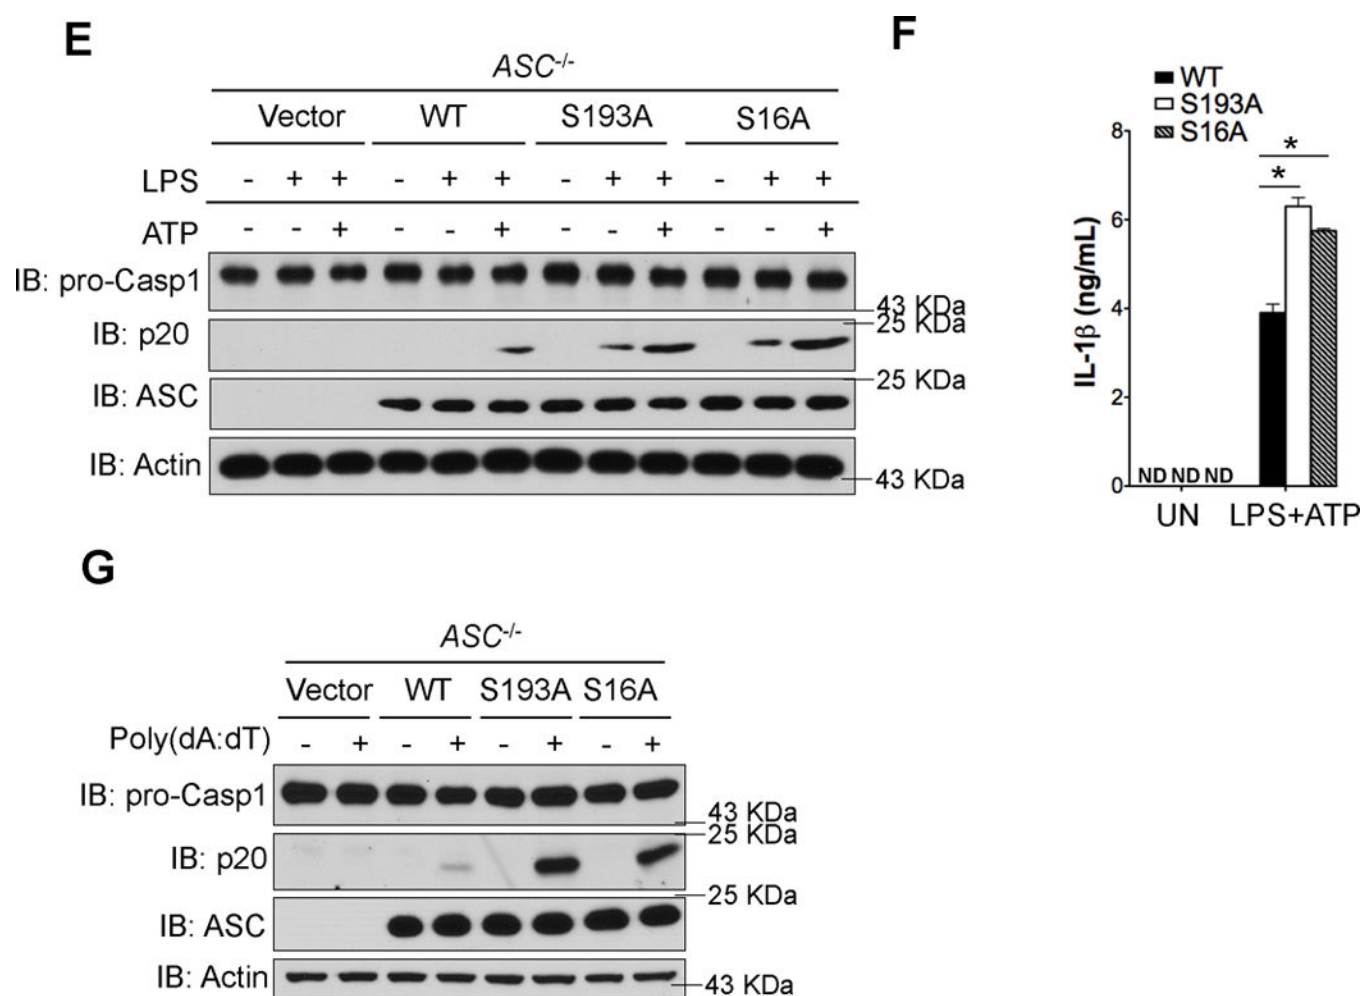 E
ASC-/-
Vector WT S193A S16A
LPS - + + - + + - + + - + +
ATP - - + - - + - - + - - +
IB: pro-Casp1
43 KDa
25 KDa
IB: p20
25 KDa
IB: ASC
IB: Actin
43 KDa
F
WT
S193A
S16A
8
6
4
2
0
IL-1β (ng/mL)
* 
*
ND ND ND
UN LPS+ATP
G
ASC-/-
Vector WT S193A S16A
Poly(dA:dT) - + - + - + - +
IB: pro-Casp1
43 KDa
25 KDa
IB: p20
25 KDa
IB: ASC
IB: Actin
43 KDa